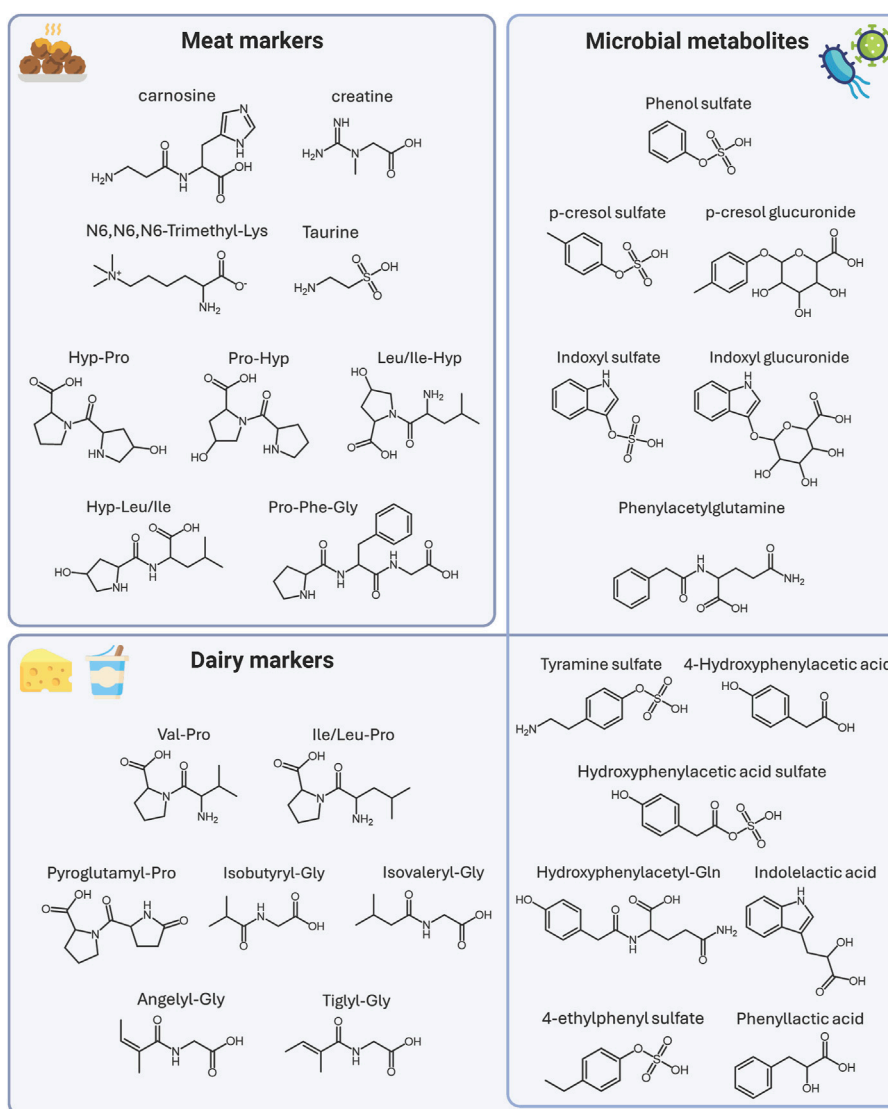 Meat markers
carnosine
creatine
N6,N6,N6-Trimethyl-Lys
Taurine
Hyp-Pro
Pro-Hyp
Leu/Ile-Hyp
Hyp-Leu/Ile
Pro-Phe-Gly
Microbial metabolites
Phenol sulfate
p-cresol sulfate
p-cresol glucuronide
Indoxyl sulfate
Indoxyl glucuronide
Phenylacetylglutamine
Dairy markers
Val-Pro
Ile/Leu-Pro
Pyroglutamyl-Pro
Isobutyryl-Gly
Isovaleryl-Gly
Angelyl-Gly
Tiglyl-Gly
Tyramine sulfate
4-Hydroxyphenylacetic acid
Hydroxyphenylacetic acid sulfate
Hydroxyphenylacetyl-Gln
Indolelactic acid
4-ethylphenyl sulfate
Phenyllactic acid